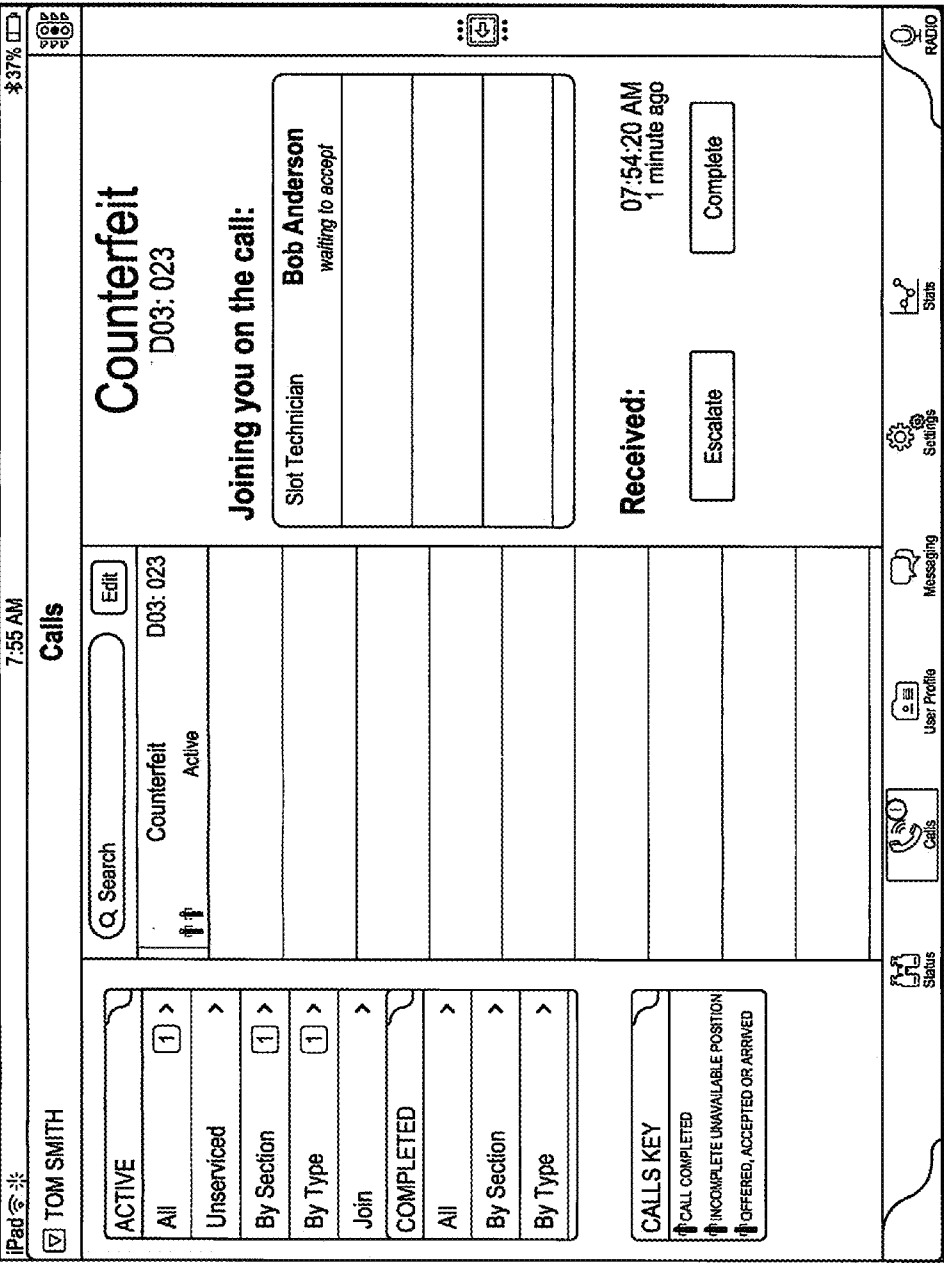 iPad 7:55 AM 37%
TOM SMITH Calls
ACTIVE
All 1 >
Unserviced >
By Section 1 >
By Type 1 >
Join >
COMPLETED
All >
By Section >
By Type >
CALLS KEY
CALL COMPLETED
INCOMPLETE UNAVAILABLE POSITION
OFFERED, ACCEPTED OR ARRIVED
Search Edit
Counterfeit D03: 023
Active
Counterfeit
D03: 023
Joining you on the call:
Slot Technician Bob Anderson
waiting to accept
Received: 07:54:20 AM
1 minute ago
Escalate Complete
Status Calls User Profile Messaging Settings Stats RADIO